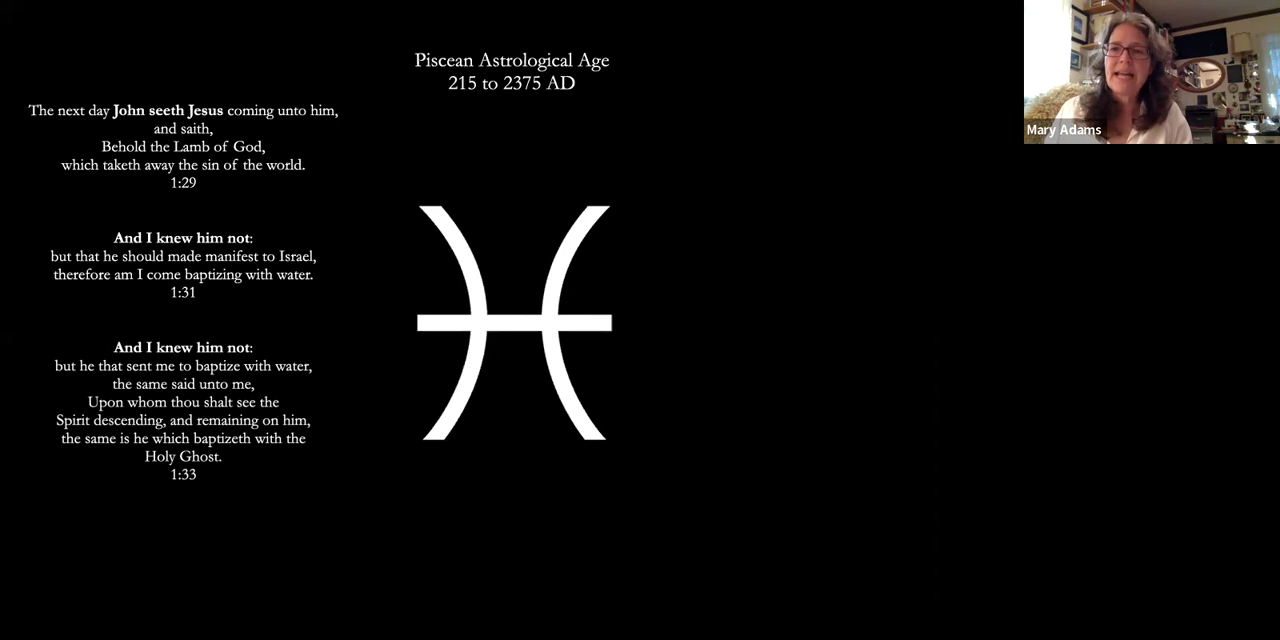 Piscean Astrological Age
215 to 2375 AD
The next day John seeth Jesus coming unto him,
and saith,
Behold the Lamb of God,
which taketh away the sin of the world.
1:29
And I knew him not:
but that he should made manifest to Israel,
therefore am I come baptizing with water.
1:31
And I knew him not:
but he that sent me to baptize with water,
the same said unto me,
Upon whom thou shalt see the
Spirit descending, and remaining on him,
the same is he which baptizeth with the
Holy Ghost.
1:33
Mary Adams